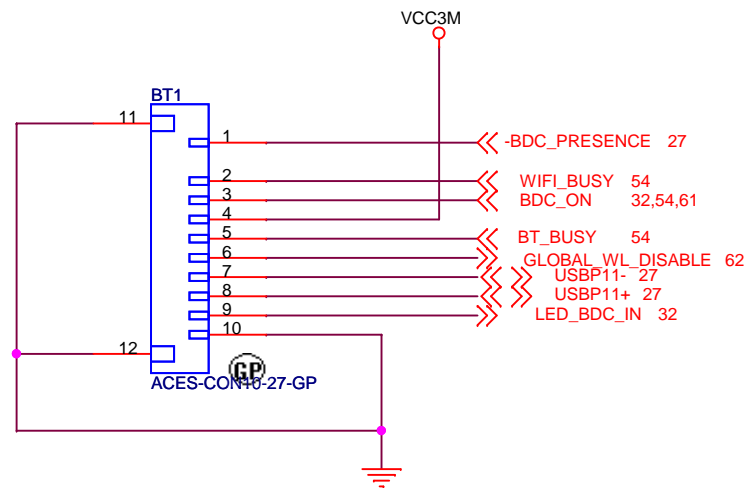 VCC3M
BT1
11
1 -BDC_PRESENCE 27
2 WIFI_BUSY 54
3 BDC_ON 32,54,61
4
5 BT_BUSY 54
6 GLOBAL_WL_DISABLE 62
7 USBP11- 27
8 USBP11+ 27
9 LED_BDC_IN 32
10
12
GP
ACES-CON10-27-GP